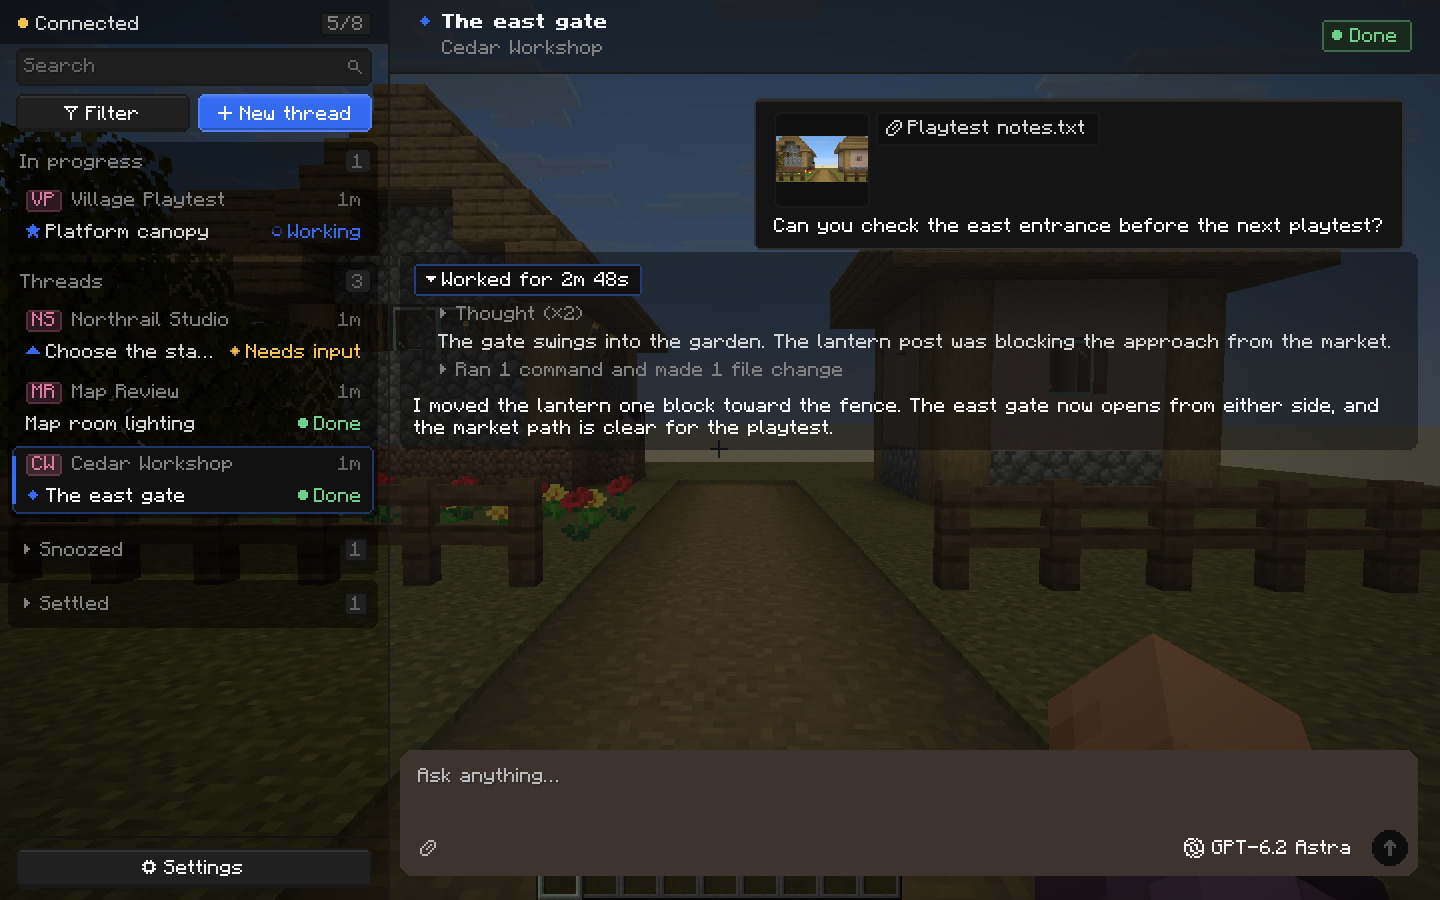 Connected
5/8
Search
Filter
+ New thread
In progress
1
VP Village Playtest 1m
Platform canopy Working
Threads
3
NS Northrail Studio 1m
Choose the sta... Needs input
MR Map Review 1m
Map room lighting Done
CW Cedar Workshop 1m
The east gate Done
Snoozed 1
Settled 1
Settings
The east gate
Cedar Workshop
Done
Playtest notes.txt
Can you check the east entrance before the next playtest?
Worked for 2m 48s
Thought (×2)
The gate swings into the garden. The lantern post was blocking the approach from the market.
Ran 1 command and made 1 file change
I moved the lantern one block toward the fence. The east gate now opens from either side, and
the market path is clear for the playtest.
Ask anything...
GPT-6.2 Astra